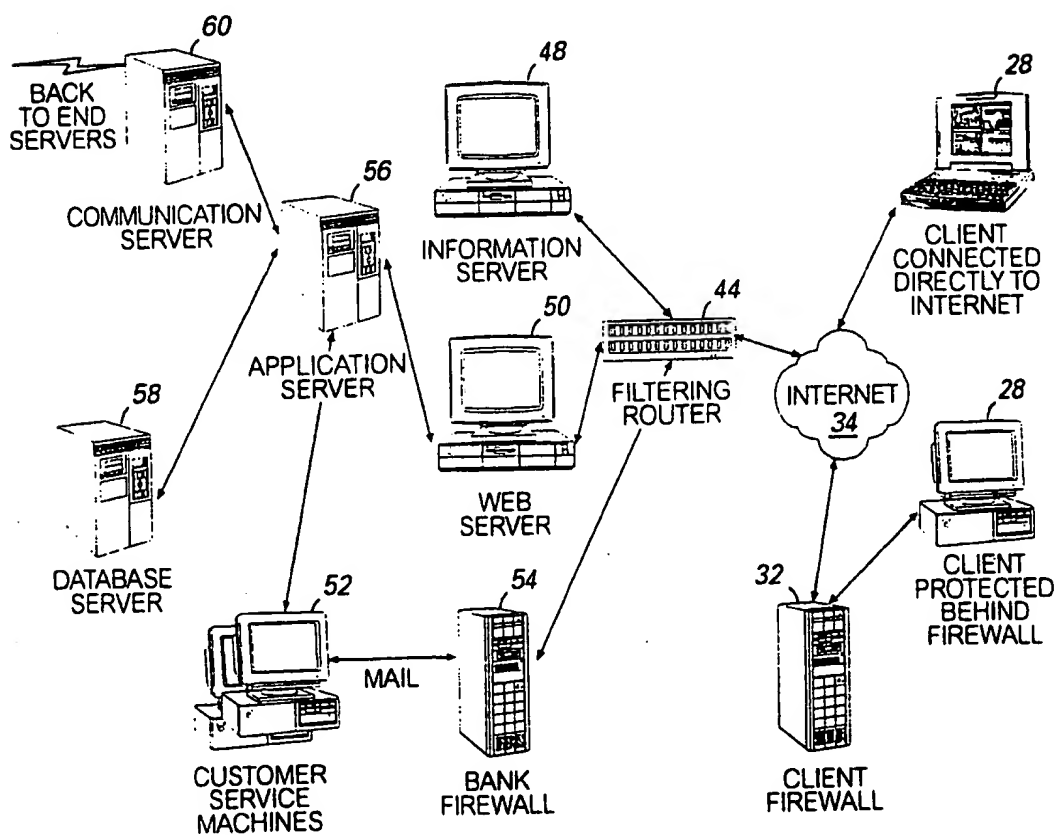 60
BACK
TO END
SERVERS
COMMUNICATION
SERVER
56
APPLICATION
SERVER
58
DATABASE
SERVER
48
INFORMATION
SERVER
50
WEB
SERVER
44
FILTERING
ROUTER
28
CLIENT
CONNECTED
DIRECTLY TO
INTERNET
INTERNET
34
28
CLIENT
PROTECTED
BEHIND
FIREWALL
52
CUSTOMER
SERVICE
MACHINES
MAIL
54
BANK
FIREWALL
32
CLIENT
FIREWALL